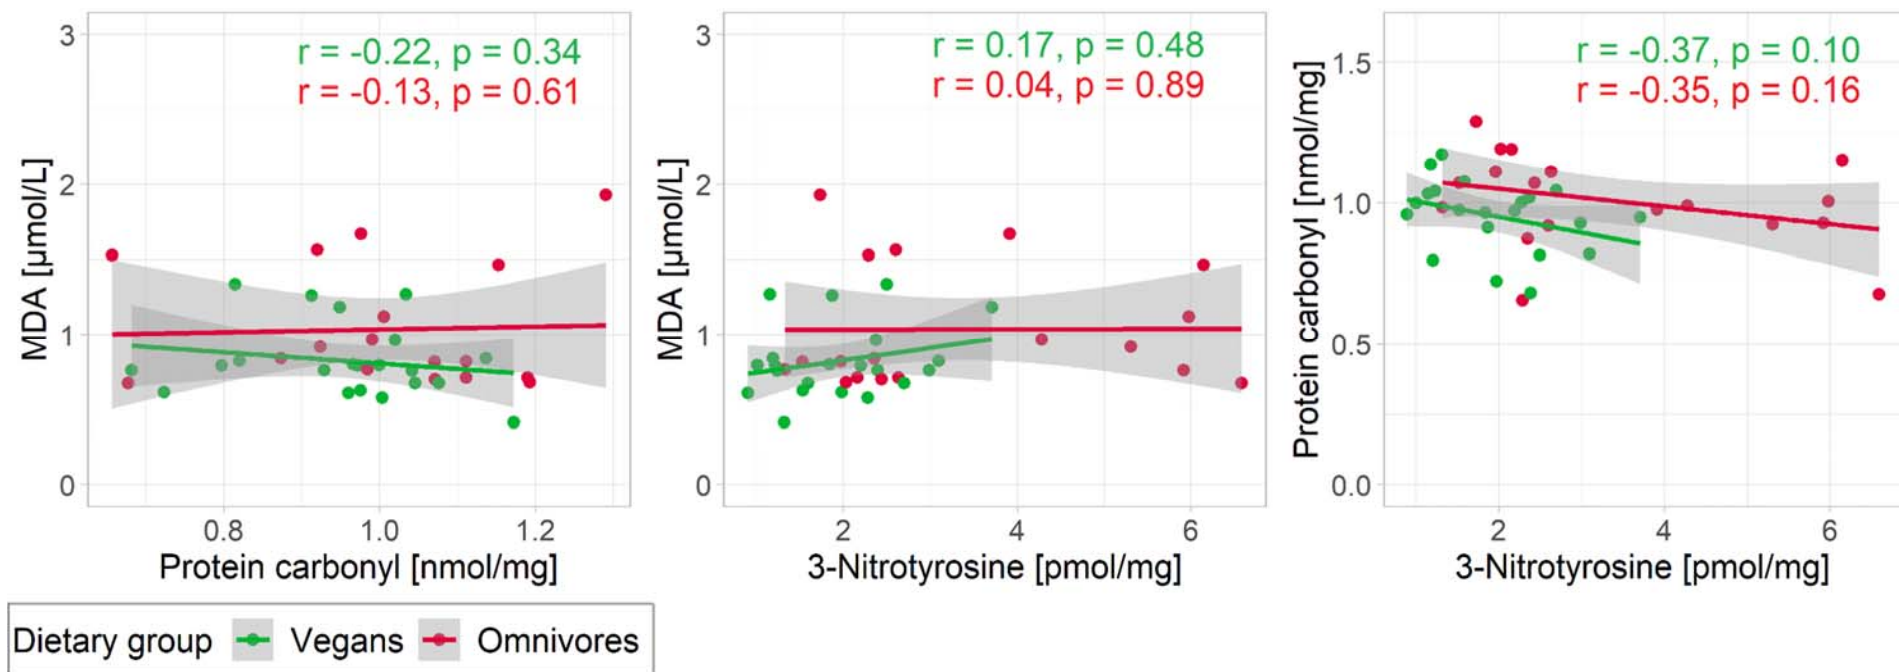 r = -0.22, p = 0.34
r = -0.13, p = 0.61
3
2
1
0
MDA [µmol/L]
0.8 1.0 1.2
Protein carbonyl [nmol/mg]
r = 0.17, p = 0.48
r = 0.04, p = 0.89
3
2
1
0
MDA [µmol/L]
2 4 6
3-Nitrotyrosine [pmol/mg]
r = -0.37, p = 0.10
r = -0.35, p = 0.16
1.5
1.0
0.5
0.0
Protein carbonyl [nmol/mg]
2 4 6
3-Nitrotyrosine [pmol/mg]
Dietary group Vegans Omnivores